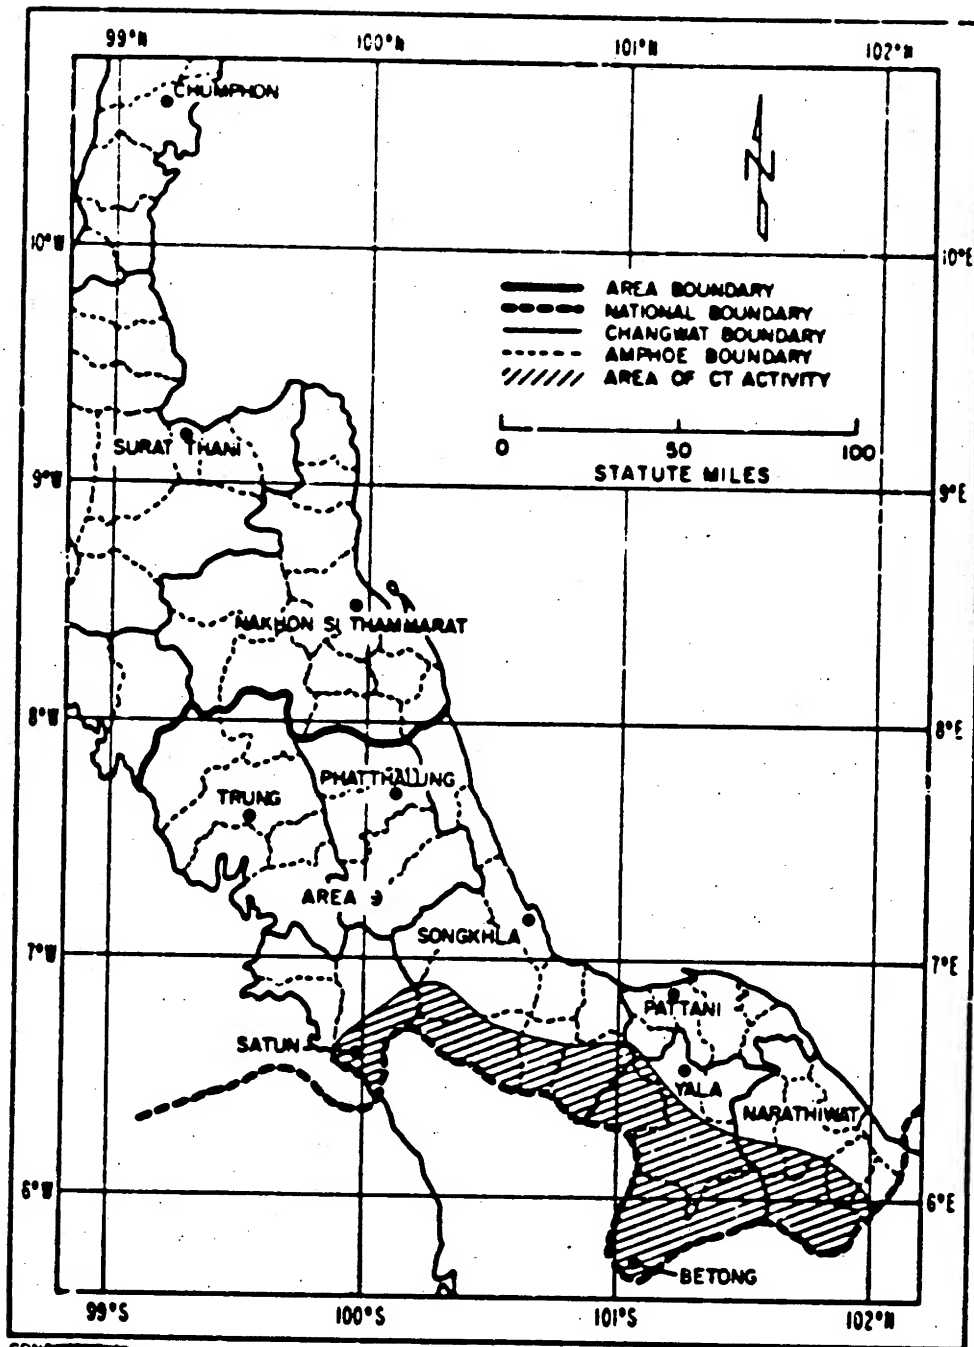 99°N 100°N 101°N 102°N
CHUMPHON
N
10°W 10°E
AREA BOUNDARY
NATIONAL BOUNDARY
CHANGWAT BOUNDARY
AMPHOE BOUNDARY
AREA OF CT ACTIVITY
0 50 100
STATUTE MILES
SURAT THANI
9°W 9°E
NAKHON SI THAMMARAT
8°W 8°E
PHATTHALUNG
TRUNG
AREA 9
SONGKHLA
7°W 7°E
PATTANI
SATUN
YALA
NARATHIWAT
6°W 6°E
BETONG
99°S 100°S 101°S 102°N